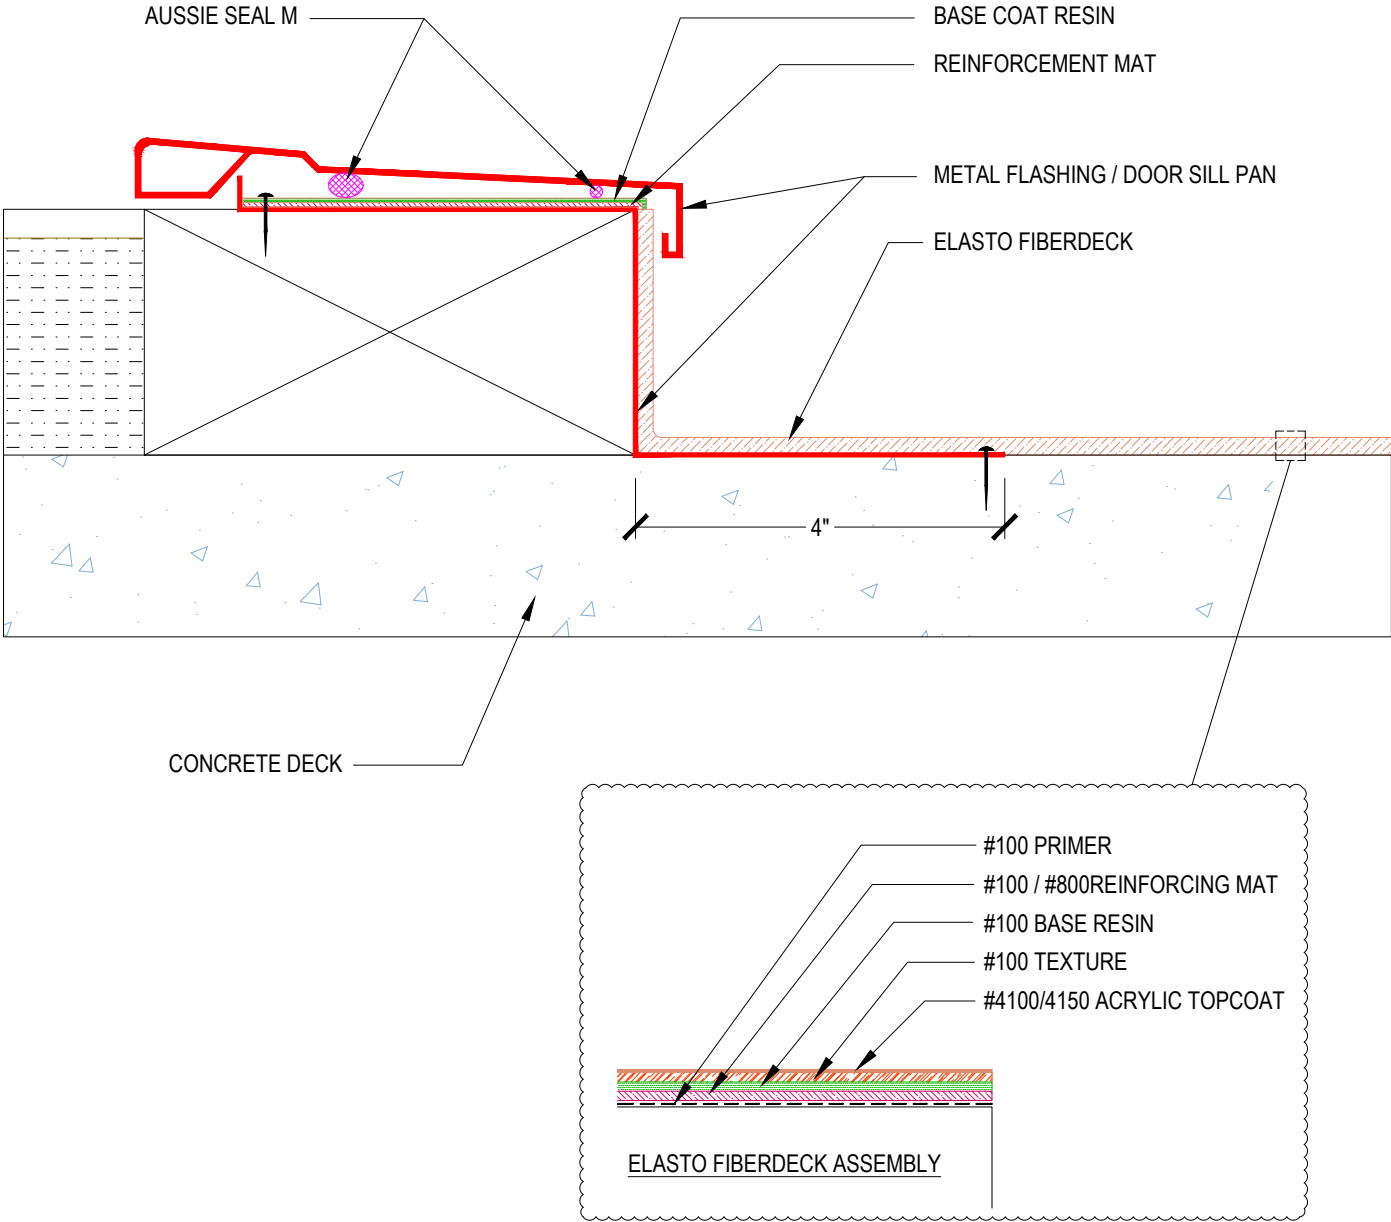 AUSSIE SEAL M
BASE COAT RESIN
REINFORCEMENT MAT
METAL FLASHING / DOOR SILL PAN
ELASTO FIBERDECK
4"
CONCRETE DECK
#100 PRIMER
#100 / #800REINFORCING MAT
#100 BASE RESIN
#100 TEXTURE
#4100/4150 ACRYLIC TOPCOAT
ELASTO FIBERDECK ASSEMBLY